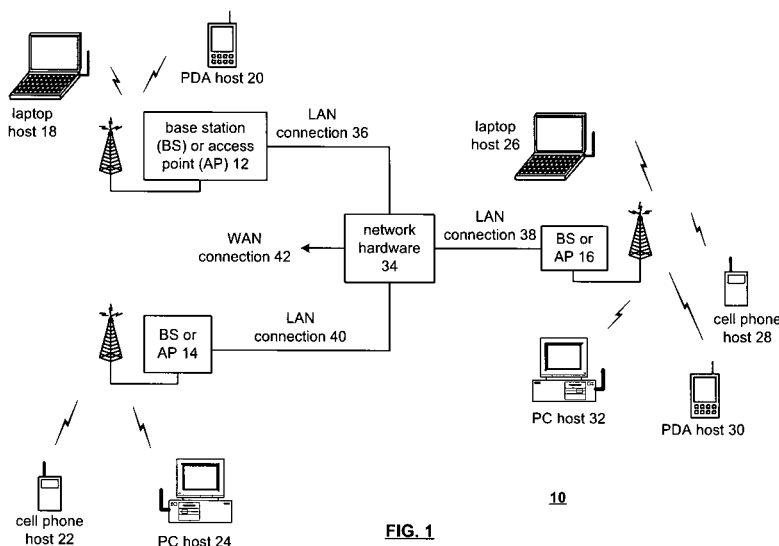 PDA host 20
laptop
host 18
base station
(BS) or access
point (AP) 12
LAN
connection 36
laptop
host 26
WAN
connection 42
network
hardware
34
LAN
connection 38
BS or
AP 16
BS or
AP 14
LAN
connection 40
cell phone
host 28
PC host 32
PDA host 30
cell phone
host 22
PC host 24
10
FIG. 1